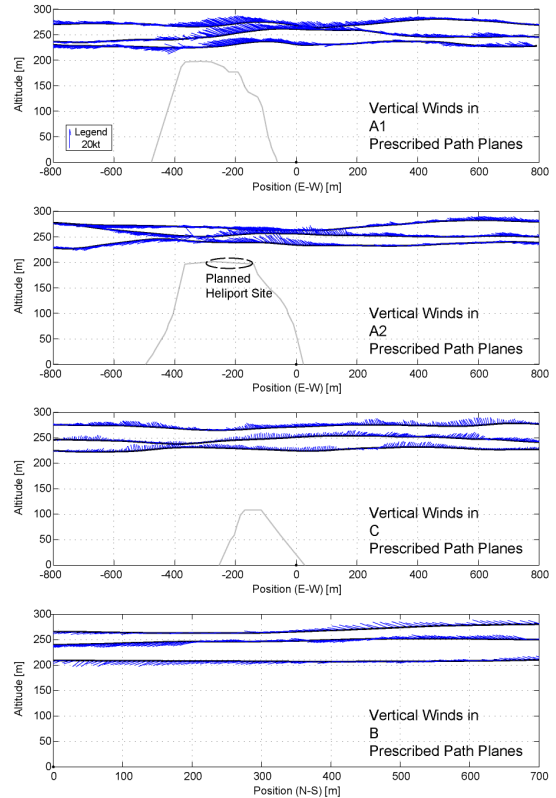 300
250
200
150
100
50
0
Altitude [m]
Legend
20kt
Vertical Winds in
A1
Prescribed Path Planes
-800 -600 -400 -200 0 200 400 600 800
Position (E-W) [m]
300
250
200
150
100
50
0
Altitude [m]
Planned
Heliport Site
Vertical Winds in
A2
Prescribed Path Planes
-800 -600 -400 -200 0 200 400 600 800
Position (E-W) [m]
300
250
200
150
100
50
0
Altitude [m]
Vertical Winds in
C
Prescribed Path Planes
-800 -600 -400 -200 0 200 400 600 800
Position (E-W) [m]
300
250
200
150
100
50
0
Altitude [m]
Vertical Winds in
B
Prescribed Path Planes
0 100 200 300 400 500 600 700
Position (N-S) [m]